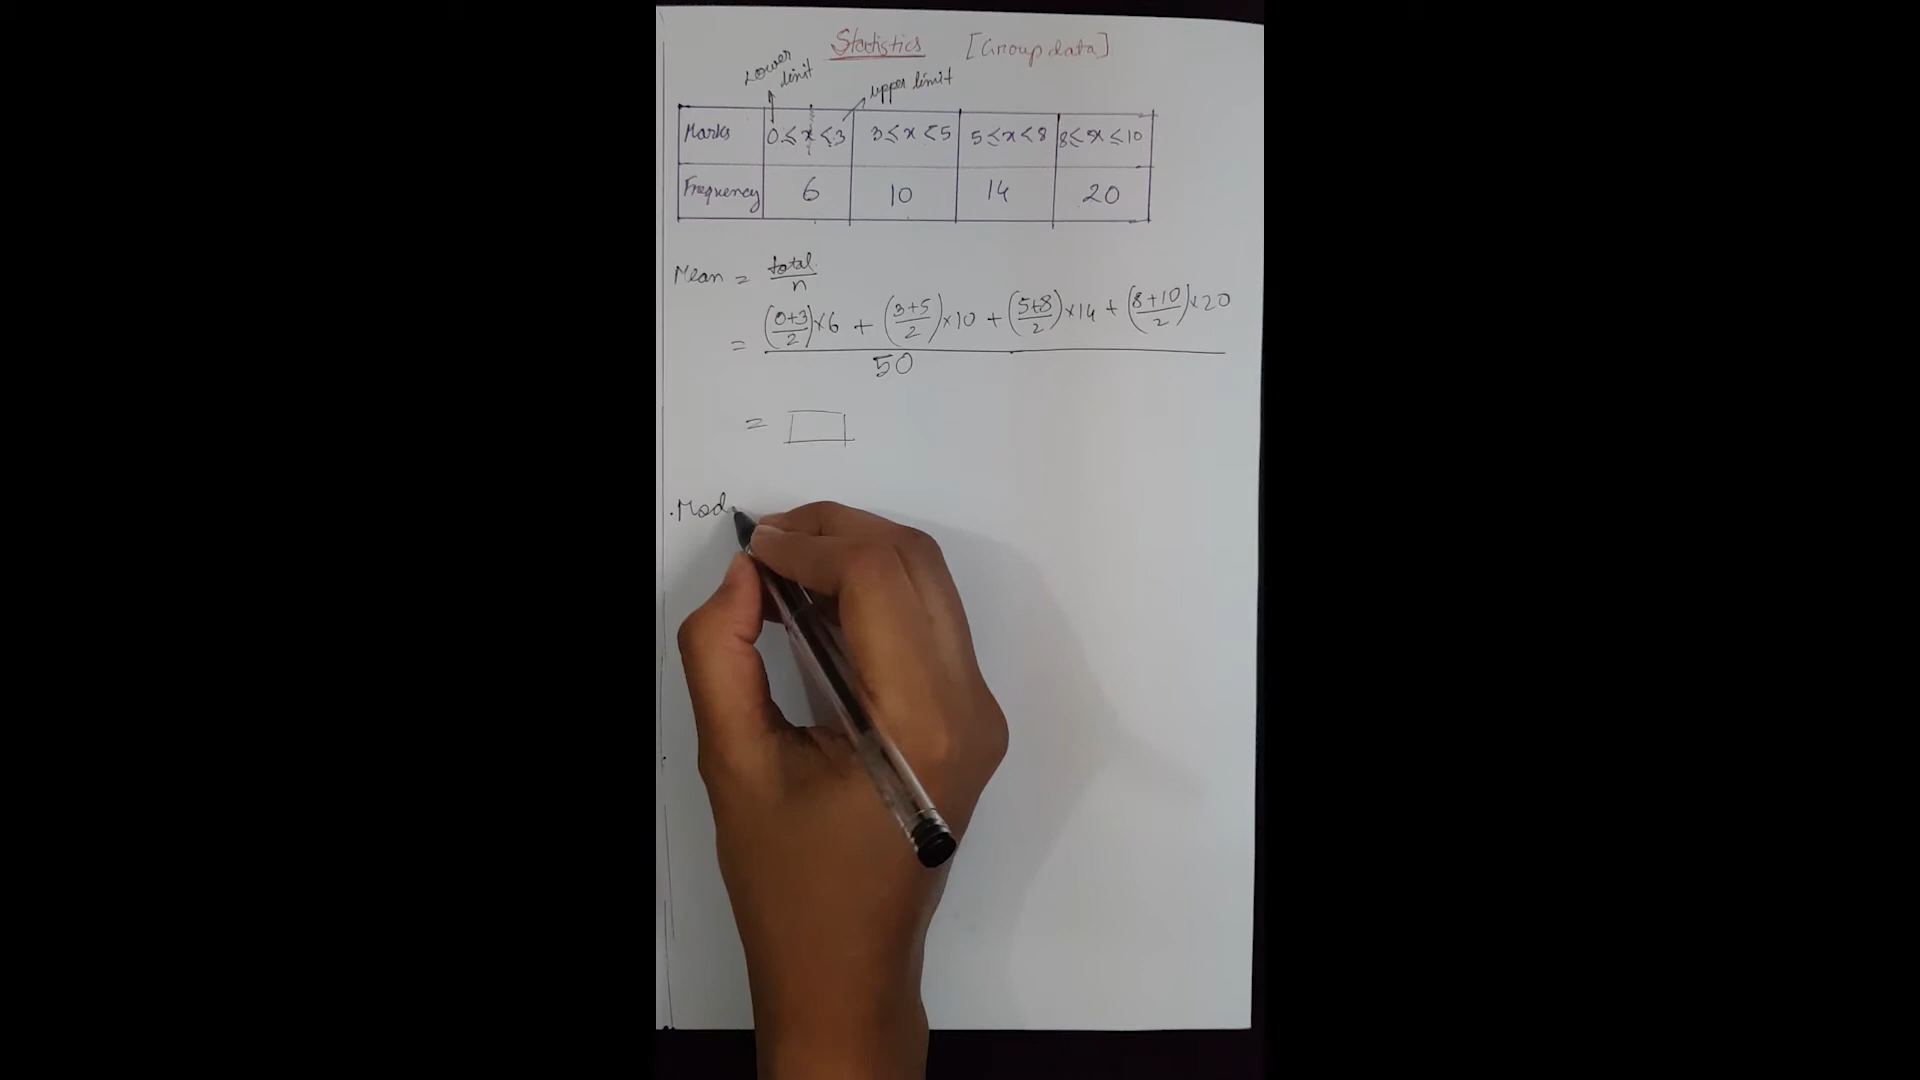 Statistics [Group data]
Lower limit
upper limit
Marks 0≤x<3 3≤x<5 5≤x<8 8≤x≤10
Frequency 6 10 14 20
Mean = total/n
= ((0+3)/2)×6 + ((3+5)/2)×10 + ((5+8)/2)×14 + ((8+10)/2)×20
50
=
. Mod